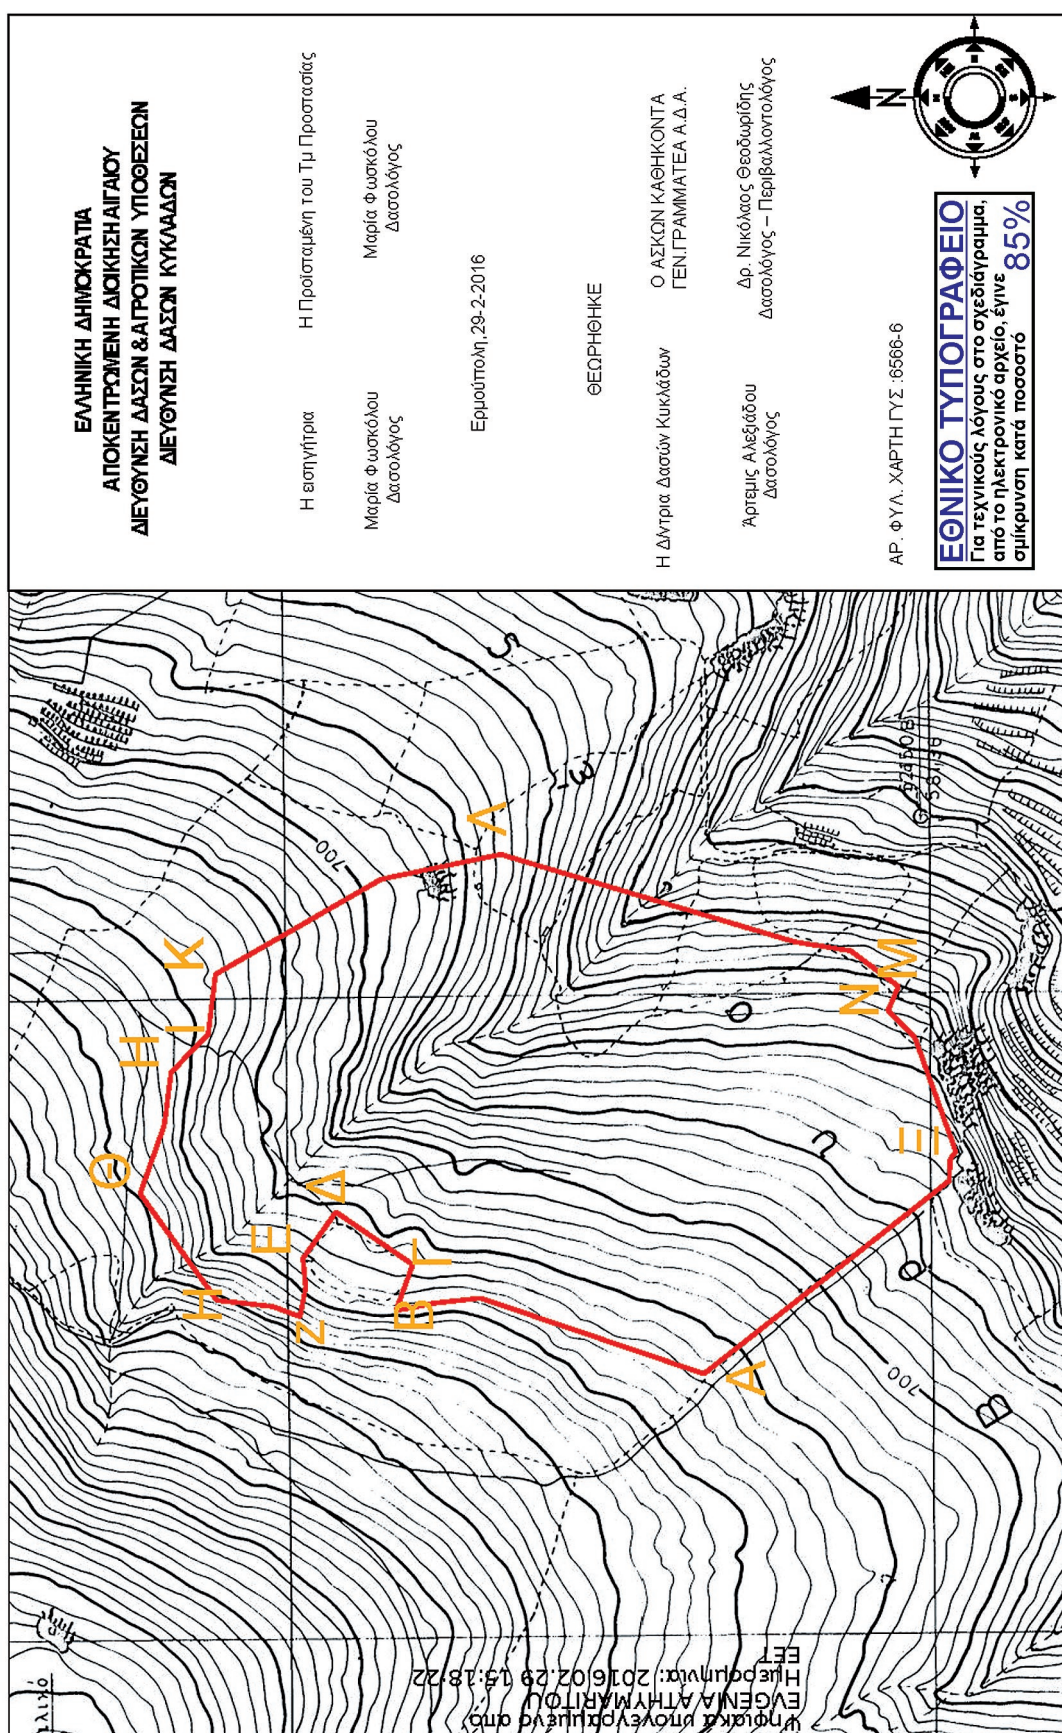 ΕΛΛΗΝΙΚΗ ΔΗΜΟΚΡΑΤΙΑ
ΑΠΟΚΕΝΤΡΩΜΕΝΗ ΔΙΟΙΚΗΣΗ ΑΙΓΑΙΟΥ
ΔΙΕΥΘΥΝΣΗ ΔΑΣΩΝ & ΑΓΡΟΤΙΚΩΝ ΥΠΟΘΕΣΕΩΝ
ΔΙΕΥΘΥΝΣΗ ΔΑΣΩΝ ΚΥΚΛΑΔΩΝ
Η εισηγήτρια
Η Προϊσταμένη του Τμ Προστασίας
Μαρία Φωσκόλου
Δασολόγος
Μαρία Φωσκόλου
Δασολόγος
Ερμούπολη,29-2-2016
ΘΕΩΡΗΘΗΚΕ
Η Δ/ντρια Δασών Κυκλάδων
Ο ΑΣΚΩΝ ΚΑΘΗΚΟΝΤΑ
ΓΕΝ.ΓΡΑΜΜΑΤΕΑ Α.Δ.Α.
Άρτεμις Αλεξιάδου
Δασολόγος
Δρ. Νικόλαος Θεοδωρίδης
Δασολόγος – Περιβαλλοντολόγος
ΑΡ. ΦΥΛ. ΧΑΡΤΗ ΓΥΣ :6566-6
ΕΘΝΙΚΟ ΤΥΠΟΓΡΑΦΕΙΟ
Για τεχνικούς λόγους στο σχεδιάγραμμα,
από το ηλεκτρονικό αρχείο, έγινε
σμίκρυνση κατά ποσοστό 85%
N
Θ
Η
Ι
Κ
Λ
Η
Ε
Δ
Ζ
Β
Γ
Α
Ν
Μ
Ξ
700
700
Ψηφιακά υπογεγραμμένο από
EVGENIA ATHYMARITOU
Ημερομηνία: 2016.02.29 15:18:22
EET